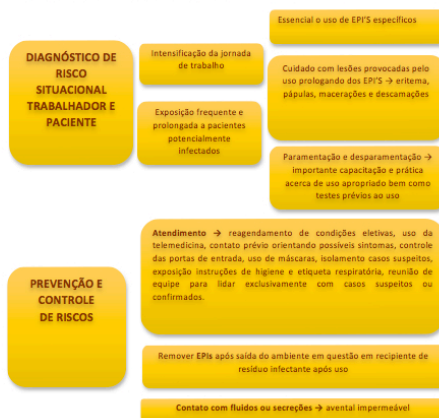 DIAGNÓSTICO DE
RISCO
SITUACIONAL
TRABALHADOR E
PACIENTE
Intensificação da jornada
de trabalho
Exposição frequente e
prolongada a pacientes
potencialmente
infectados
Essencial o uso de EPI'S específicos
Cuidado com lesões provocadas pelo
uso prologando dos EPI'S → eritema,
pápulas, macerações e descamações
Paramentação e desparamentação →
importante capacitação e prática
acerca de uso apropriado bem como
testes prévios ao uso
PREVENÇÃO E
CONTROLE
DE RISCOS
Atendimento → reagendamento de condições eletivas, uso da
telemedicina, contato prévio orientando possíveis sintomas, controle
das portas de entrada, uso de máscaras, isolamento casos suspeitos,
exposição instruções de higiene e etiqueta respiratória, reunião de
equipe para lidar exclusivamente com casos suspeitos ou
confirmados.
Remover EPIs após saída do ambiente em questão em recipiente de
resíduo infectante após uso
Contato com fluidos ou secreções → avental impermeável